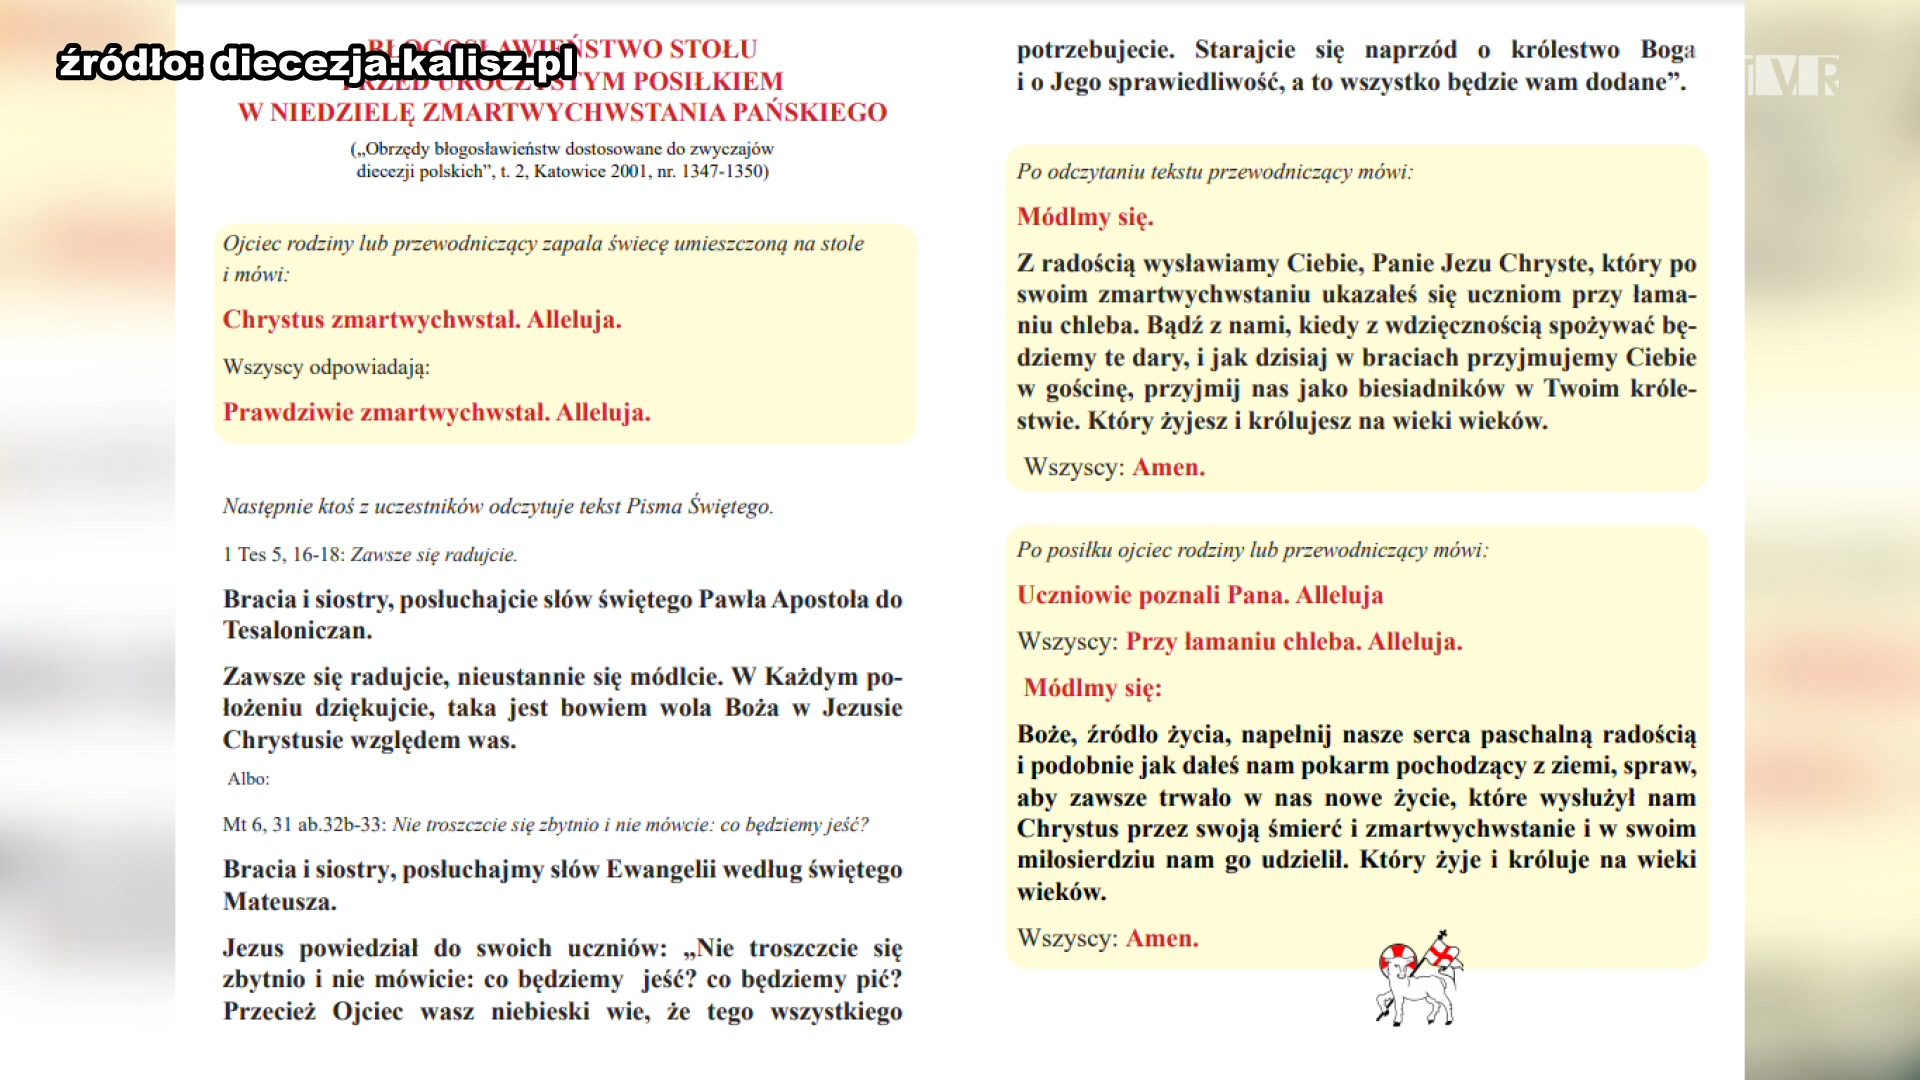 źródło: diecezja.kalisz.pl
BŁOGOSŁAWIEŃSTWO STOŁU
PRZED UROCZYSTYM POSIŁKIEM
W NIEDZIELĘ ZMARTWYCHWSTANIA PAŃSKIEGO
(„Obrzędy błogosławieństw dostosowane do zwyczajów
diecezji polskich”, t. 2, Katowice 2001, nr. 1347-1350)
Ojciec rodziny lub przewodniczący zapala świecę umieszczoną na stole
i mówi:
Chrystus zmartwychwstał. Alleluja.
Wszyscy odpowiadają:
Prawdziwie zmartwychwstał. Alleluja.
Następnie ktoś z uczestników odczytuje tekst Pisma Świętego.
1 Tes 5, 16-18: Zawsze się radujcie.
Bracia i siostry, posłuchajcie słów świętego Pawła Apostoła do
Tesaloniczan.
Zawsze się radujcie, nieustannie się módlcie. W Każdym po-
łożeniu dziękujcie, taka jest bowiem wola Boża w Jezusie
Chrystusie względem was.
Albo:
Mt 6, 31 ab.32b-33: Nie troszczcie się zbytnio i nie mówcie: co będziemy jeść?
Bracia i siostry, posłuchajmy słów Ewangelii według świętego
Mateusza.
Jezus powiedział do swoich uczniów: „Nie troszczcie się
zbytnio i nie mówicie: co będziemy jeść? co będziemy pić?
Przecież Ojciec wasz niebieski wie, że tego wszystkiego
potrzebujecie. Starajcie się naprzód o królestwo Boga
i o Jego sprawiedliwość, a to wszystko będzie wam dodane”.
Po odczytaniu tekstu przewodniczący mówi:
Módlmy się.
Z radością wysławiamy Ciebie, Panie Jezu Chryste, który po
swoim zmartwychwstaniu ukazałeś się uczniom przy łama-
niu chleba. Bądź z nami, kiedy z wdzięcznością spożywać bę-
dziemy te dary, i jak dzisiaj w braciach przyjmujemy Ciebie
w gościnę, przyjmij nas jako biesiadników w Twoim króle-
stwie. Który żyjesz i królujesz na wieki wieków.
Wszyscy: Amen.
Po posiłku ojciec rodziny lub przewodniczący mówi:
Uczniowie poznali Pana. Alleluja
Wszyscy: Przy łamaniu chleba. Alleluja.
Módlmy się:
Boże, źródło życia, napełnij nasze serca paschalną radością
i podobnie jak dałeś nam pokarm pochodzący z ziemi, spraw,
aby zawsze trwało w nas nowe życie, które wysłużył nam
Chrystus przez swoją śmierć i zmartwychwstanie i w swoim
miłosierdziu nam go udzielił. Który żyje i króluje na wieki
wieków.
Wszyscy: Amen.
TVR